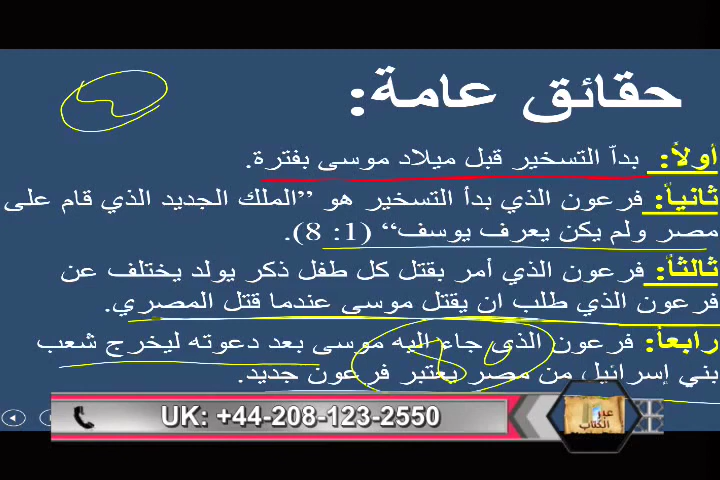 حقائق عامة:
أولاً: بدأ التسخير قبل ميلاد موسى بفترة.
ثانياً: فرعون الذي بدأ التسخير هو ”الملك الجديد الذي قام على
مصر ولم يكن يعرف يوسف“ (1: 8).
ثالثاً: فرعون الذي أمر بقتل كل طفل ذكر يولد يختلف عن
فرعون الذي طلب ان يقتل موسى عندما قتل المصري.
رابعاً: فرعون الذي جاء اليه موسى بعد دعوته ليخرج شعب
بني إسرائيل من مصر يعتبر فرعون جديد.
UK: +44-208-123-2550
عبر
الكتاب